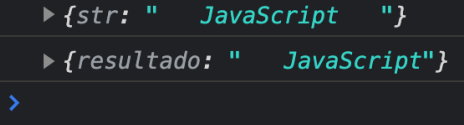 ▶ {str: "   JavaScript   "}
▶ {resultado: "   JavaScript"}
>